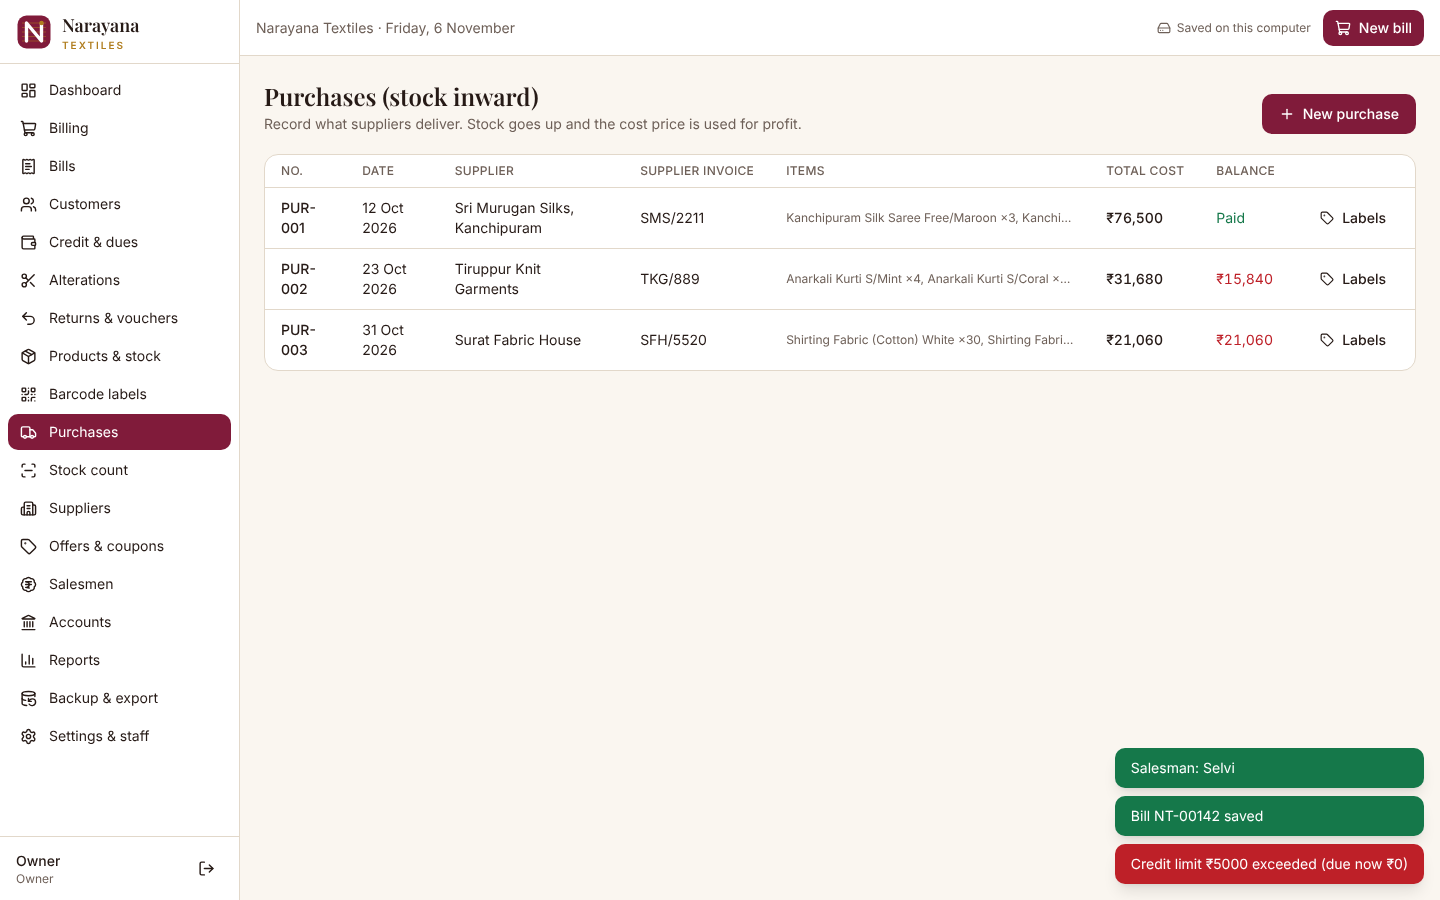 Narayana
TEXTILES
Dashboard
Billing
Bills
Customers
Credit & dues
Alterations
Returns & vouchers
Products & stock
Barcode labels
Purchases
Stock count
Suppliers
Offers & coupons
Salesmen
Accounts
Reports
Backup & export
Settings & staff
Owner
Owner
Narayana Textiles · Friday, 6 November
Saved on this computer
New bill
Purchases (stock inward)
Record what suppliers deliver. Stock goes up and the cost price is used for profit.
New purchase
NO. DATE SUPPLIER SUPPLIER INVOICE ITEMS TOTAL COST BALANCE
PUR-001 12 Oct 2026 Sri Murugan Silks, Kanchipuram SMS/2211 Kanchipuram Silk Saree Free/Maroon ×3, Kanchi... ₹76,500 Paid Labels
PUR-002 23 Oct 2026 Tiruppur Knit Garments TKG/889 Anarkali Kurti S/Mint ×4, Anarkali Kurti S/Coral ×... ₹31,680 ₹15,840 Labels
PUR-003 31 Oct 2026 Surat Fabric House SFH/5520 Shirting Fabric (Cotton) White ×30, Shirting Fabri... ₹21,060 ₹21,060 Labels
Salesman: Selvi
Bill NT-00142 saved
Credit limit ₹5000 exceeded (due now ₹0)